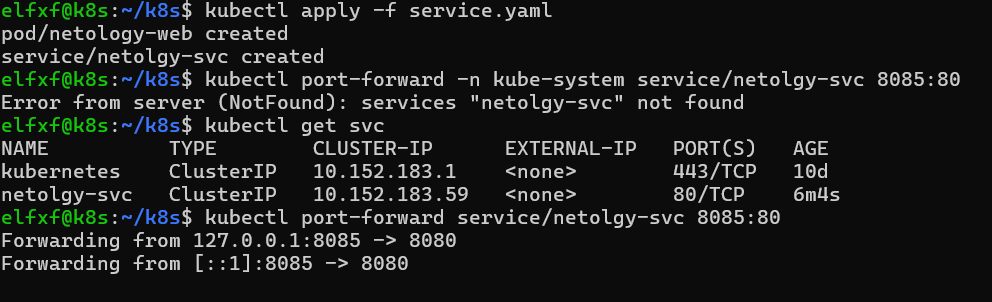 elfxf@k8s:~/k8s$ kubectl apply -f service.yaml
pod/netology-web created
service/netolgy-svc created
elfxf@k8s:~/k8s$ kubectl port-forward -n kube-system service/netolgy-svc 8085:80
Error from server (NotFound): services "netolgy-svc" not found
elfxf@k8s:~/k8s$ kubectl get svc
NAME          TYPE        CLUSTER-IP      EXTERNAL-IP   PORT(S)   AGE
kubernetes    ClusterIP   10.152.183.1    <none>        443/TCP   10d
netolgy-svc   ClusterIP   10.152.183.59   <none>        80/TCP    6m4s
elfxf@k8s:~/k8s$ kubectl port-forward service/netolgy-svc 8085:80
Forwarding from 127.0.0.1:8085 -> 8080
Forwarding from [::1]:8085 -> 8080